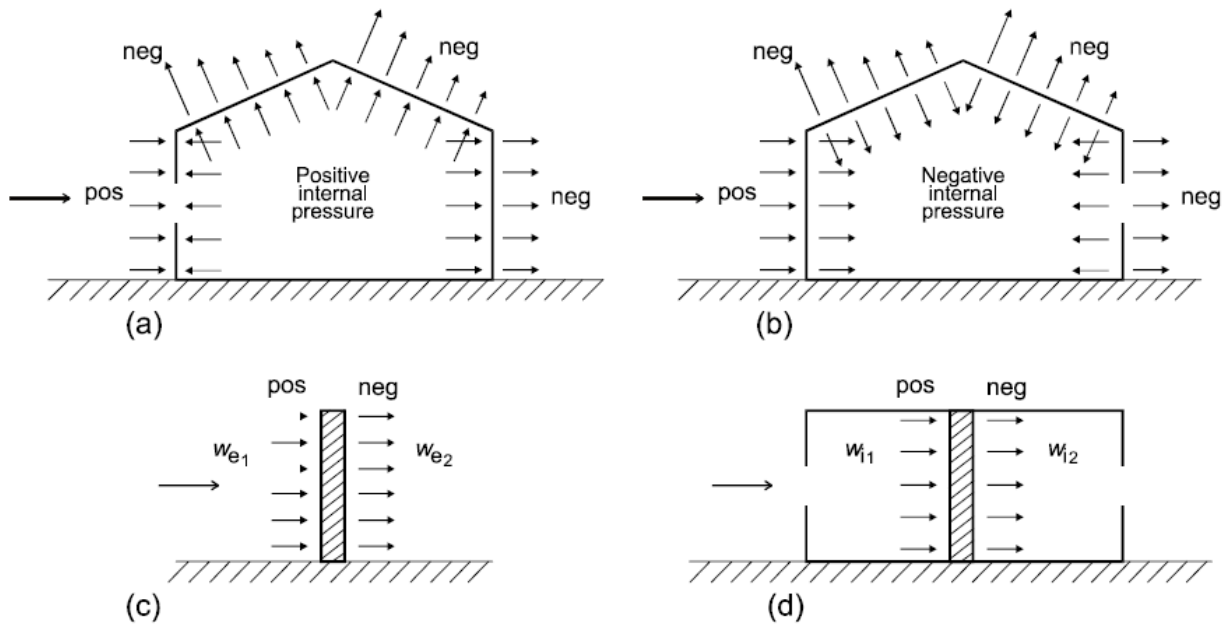 neg
neg
pos
Positive
internal
pressure
neg
(a)
neg
neg
pos
Negative
internal
pressure
neg
(b)
pos
neg
we1
we2
(c)
pos
neg
wi1
wi2
(d)